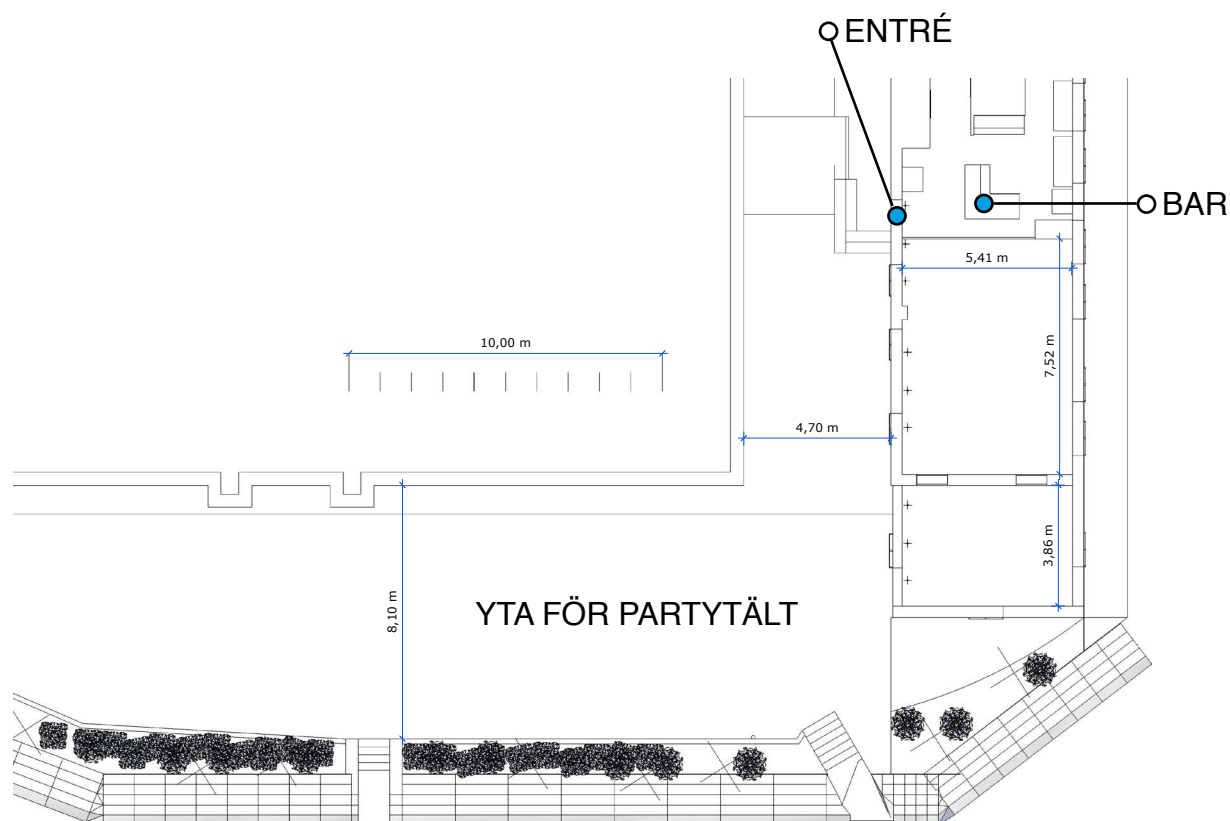 ENTRÉ
BAR
5,41 m
7,52 m
10,00 m
4,70 m
3,86 m
8,10 m
YTA FÖR PARTYTÄLT